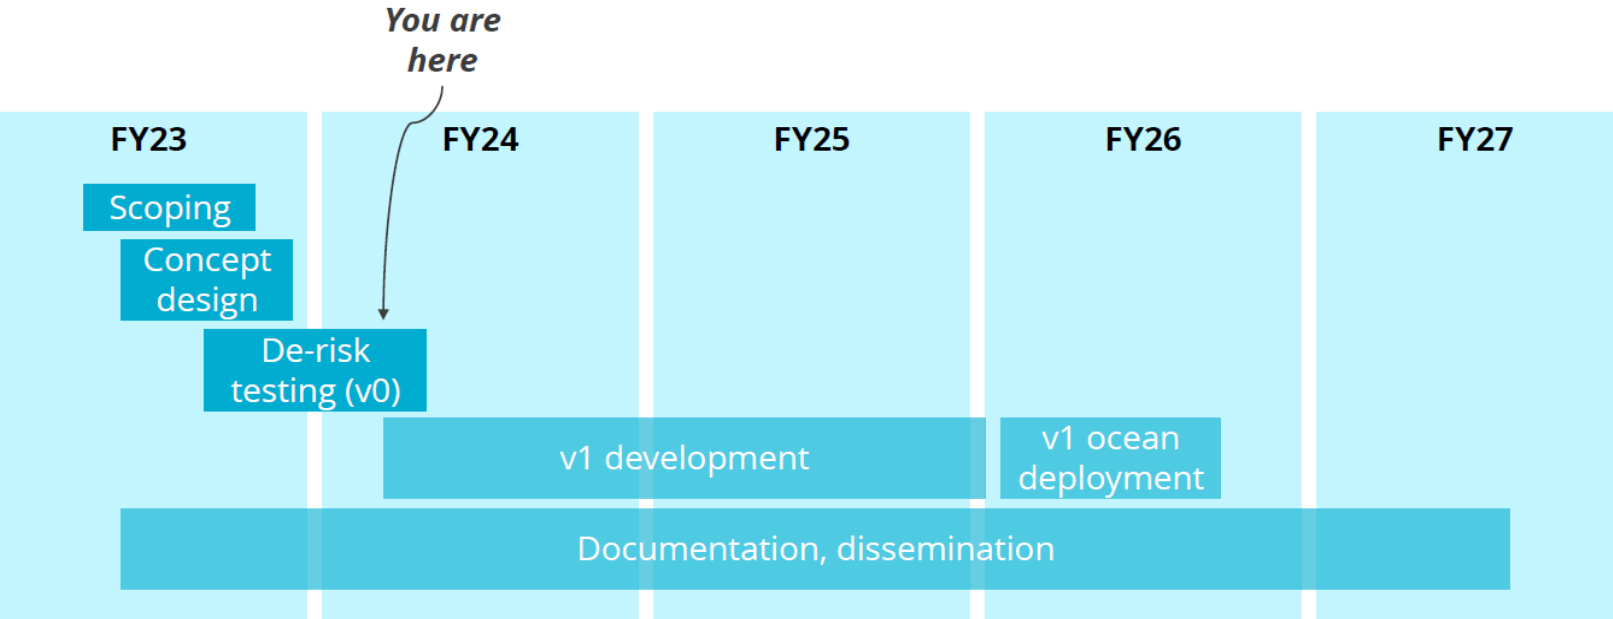 You are
here
FY23
FY24
FY25
FY26
FY27
Scoping
Concept
design
De-risk
testing (v0)
v1 development
v1 ocean
deployment
Documentation, dissemination